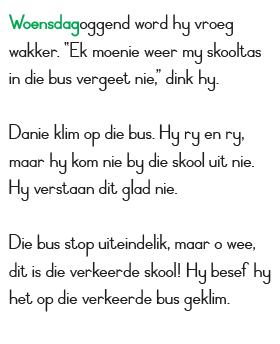 Woensdagoggend word hy vroeg
wakker. "Ek moenie weer my skooltas
in die bus vergeet nie," dink hy.

Danie klim op die bus. Hy ry en ry,
maar hy kom nie by die skool uit nie.
Hy verstaan dit glad nie.

Die bus stop uiteindelik, maar o wee,
dit is die verkeerde skool! Hy besef hy
het op die verkeerde bus geklim.